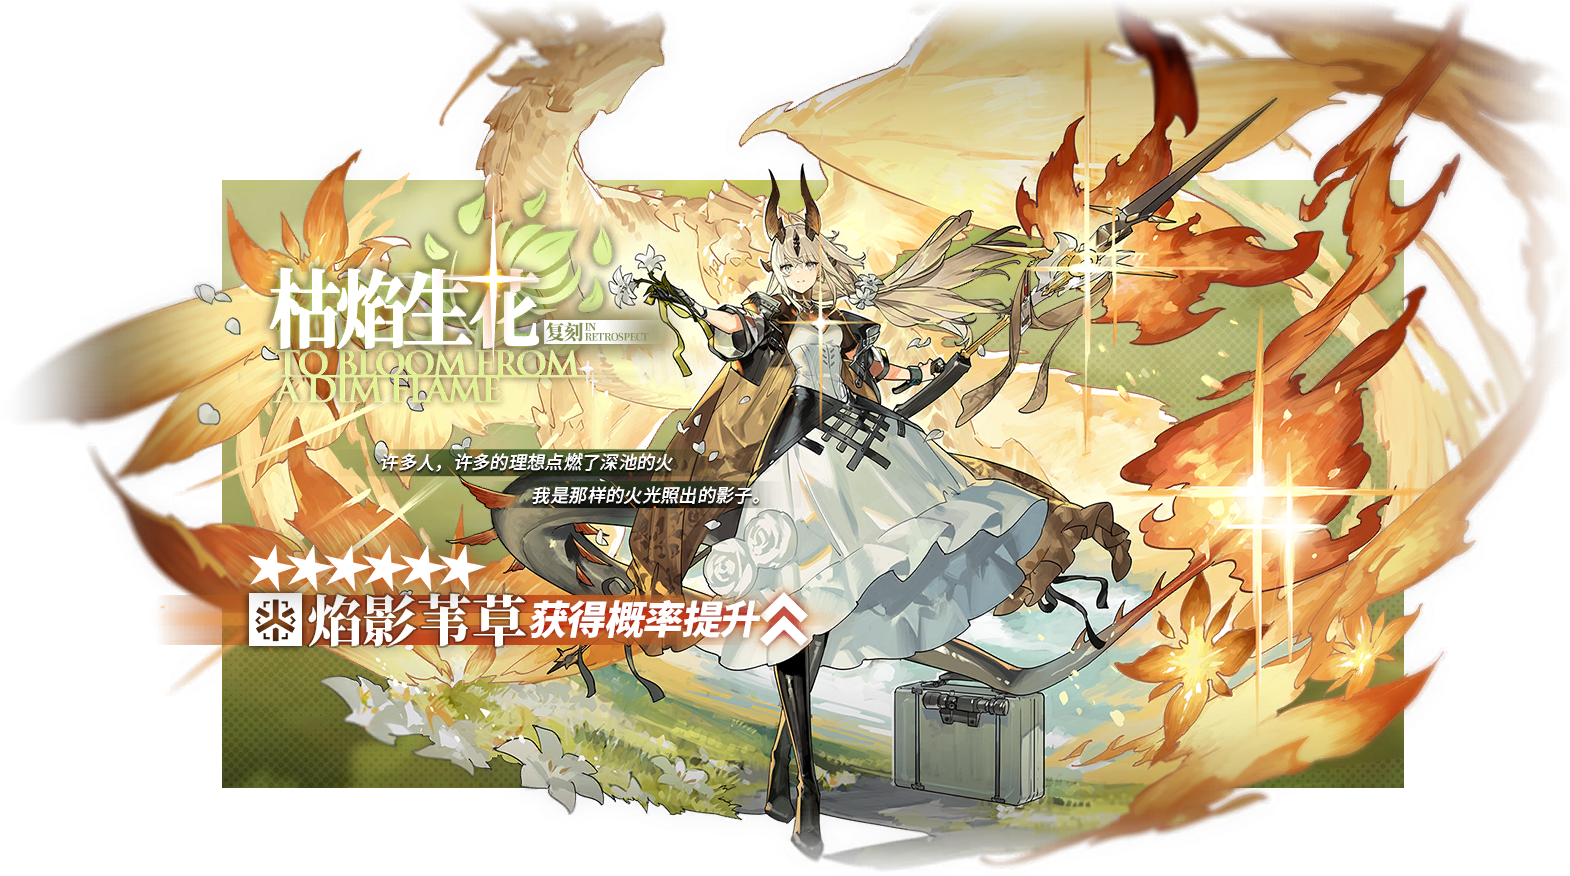 枯焰生花
复刻 IN RETROSPECT
TO BLOOM FROM
A DIM FLAME
许多人，许多的理想点燃了深池的火
我是那样的火光照出的影子。
★★★★★★
焰影苇草 获得概率提升